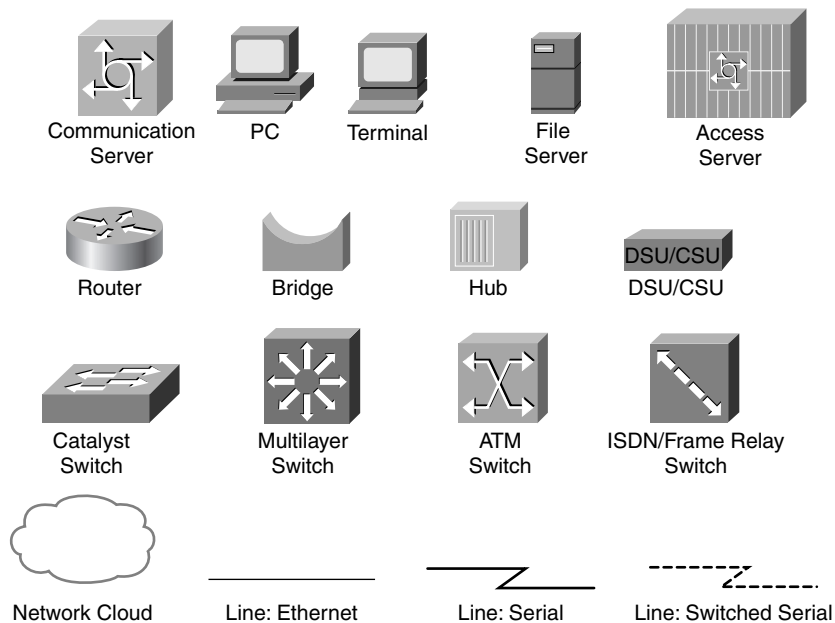 Communication
Server
PC
Terminal
File
Server
Access
Server
Router
Bridge
Hub
DSU/CSU
DSU/CSU
Catalyst
Switch
Multilayer
Switch
ATM
Switch
ISDN/Frame Relay
Switch
Network Cloud
Line: Ethernet
Line: Serial
Line: Switched Serial